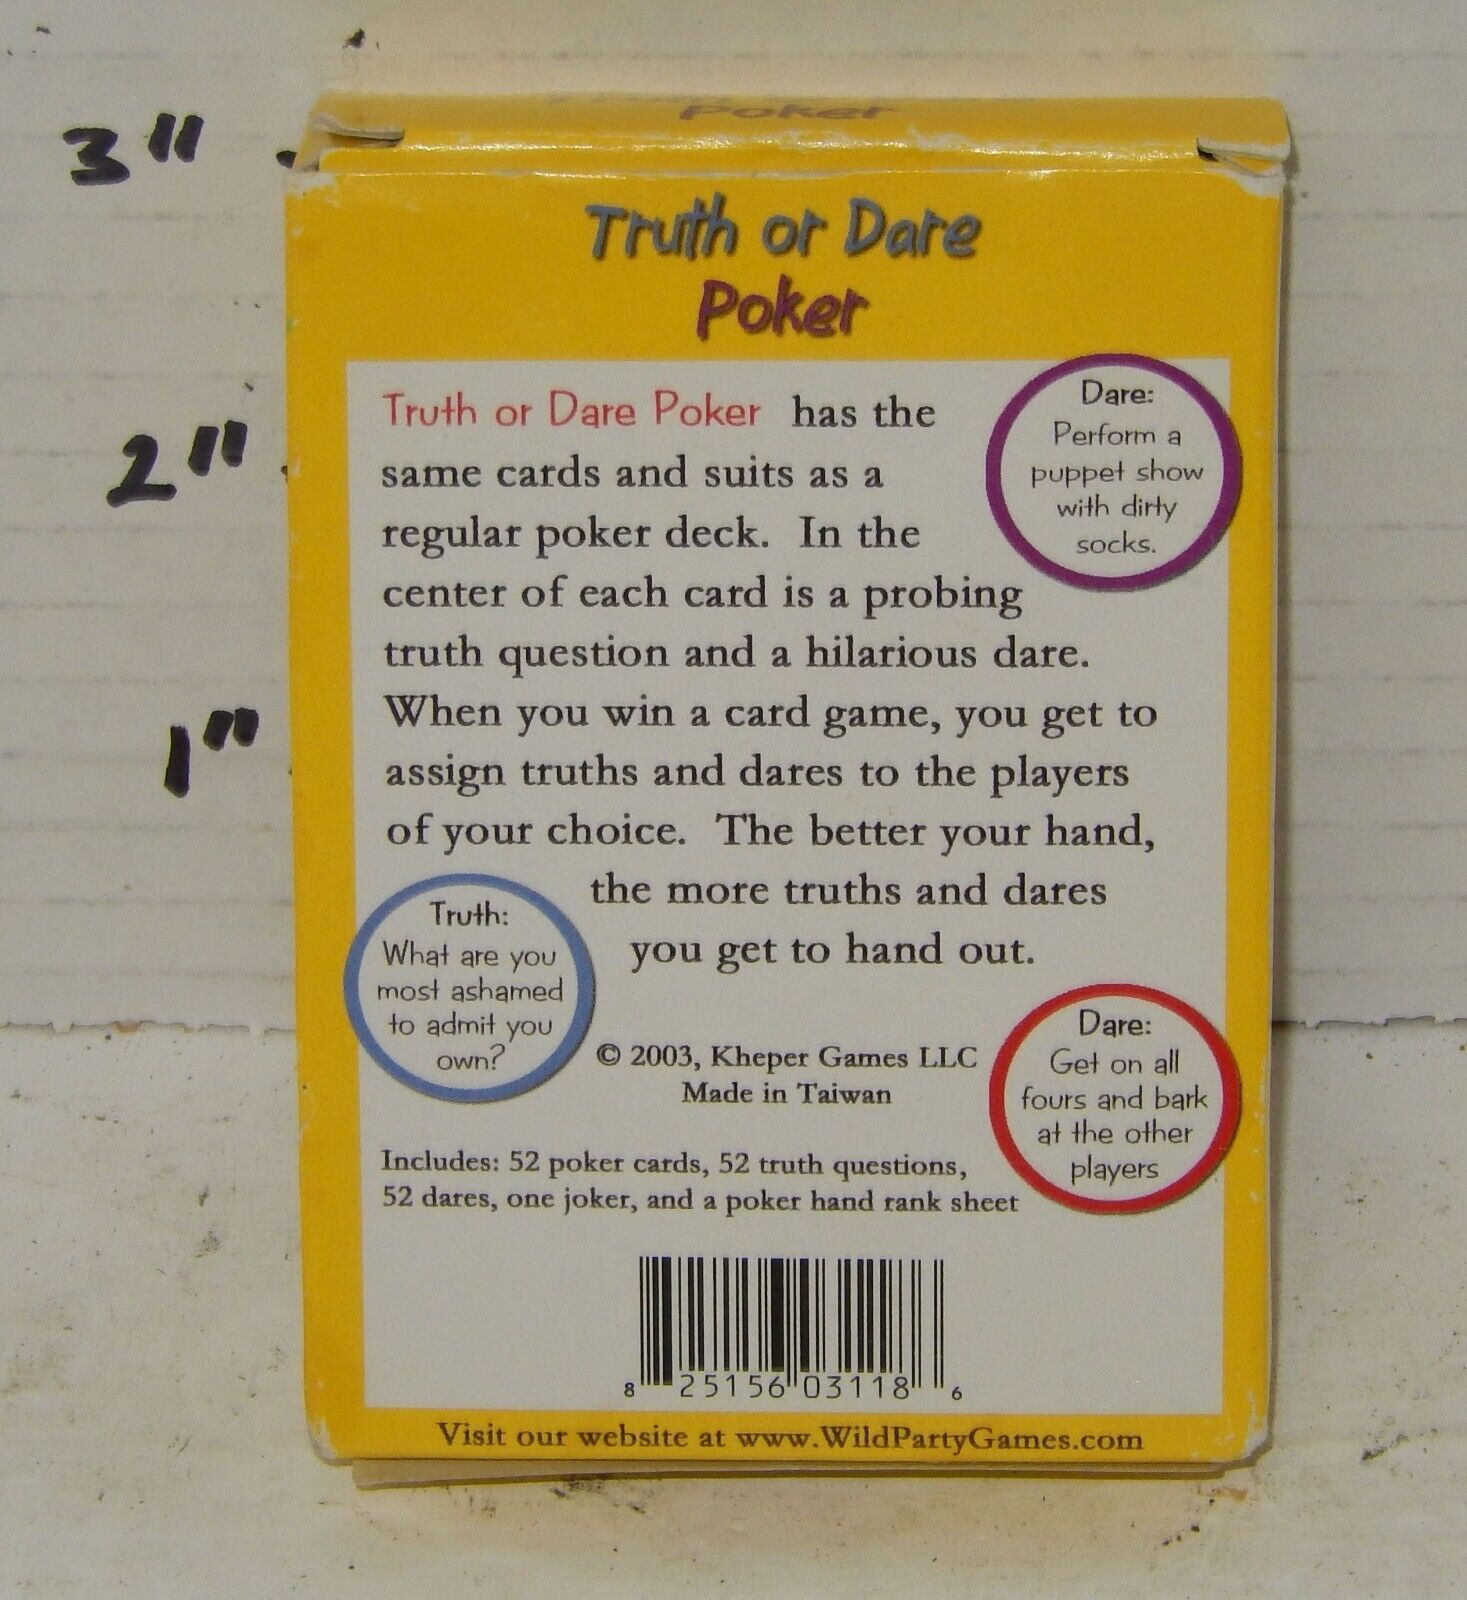 Poker
3"
2"
1"
Truth or Dare
Poker
Truth or Dare Poker has the
same cards and suits as a
regular poker deck. In the
center of each card is a probing
truth question and a hilarious dare.
When you win a card game, you get to
assign truths and dares to the players
of your choice. The better your hand,
the more truths and dares
you get to hand out.
Dare:
Perform a
puppet show
with dirty
socks.
Truth:
What are you
most ashamed
to admit you
own?
Dare:
Get on all
fours and bark
at the other
players
© 2003, Kheper Games LLC
Made in Taiwan
Includes: 52 poker cards, 52 truth questions,
52 dares, one joker, and a poker hand rank sheet
8 25156 03118 6
Visit our website at www.WildPartyGames.com